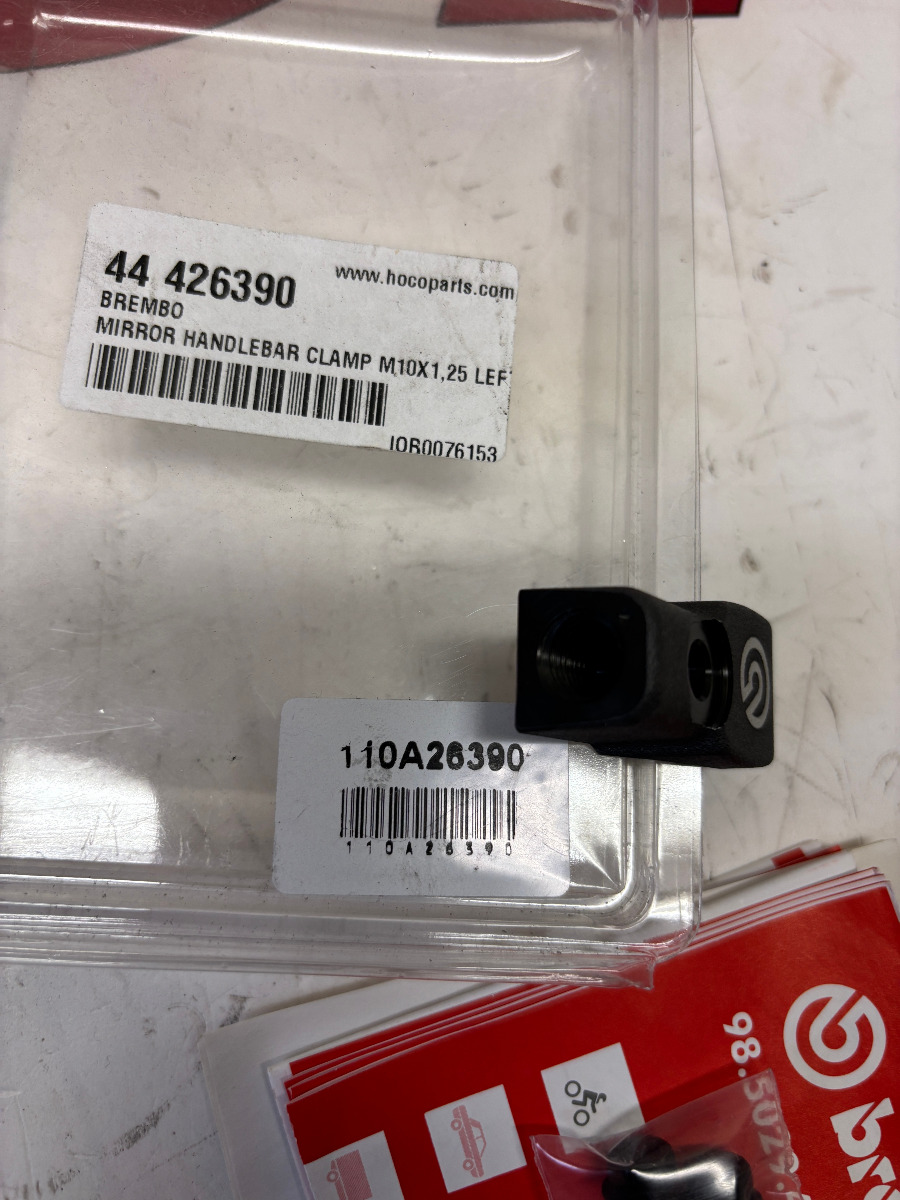 44 426390
www.hocoparts.com
BREMBO
MIRROR HANDLEBAR CLAMP M10X1,25 LEF
IOB0076153
110A26390
110A26390